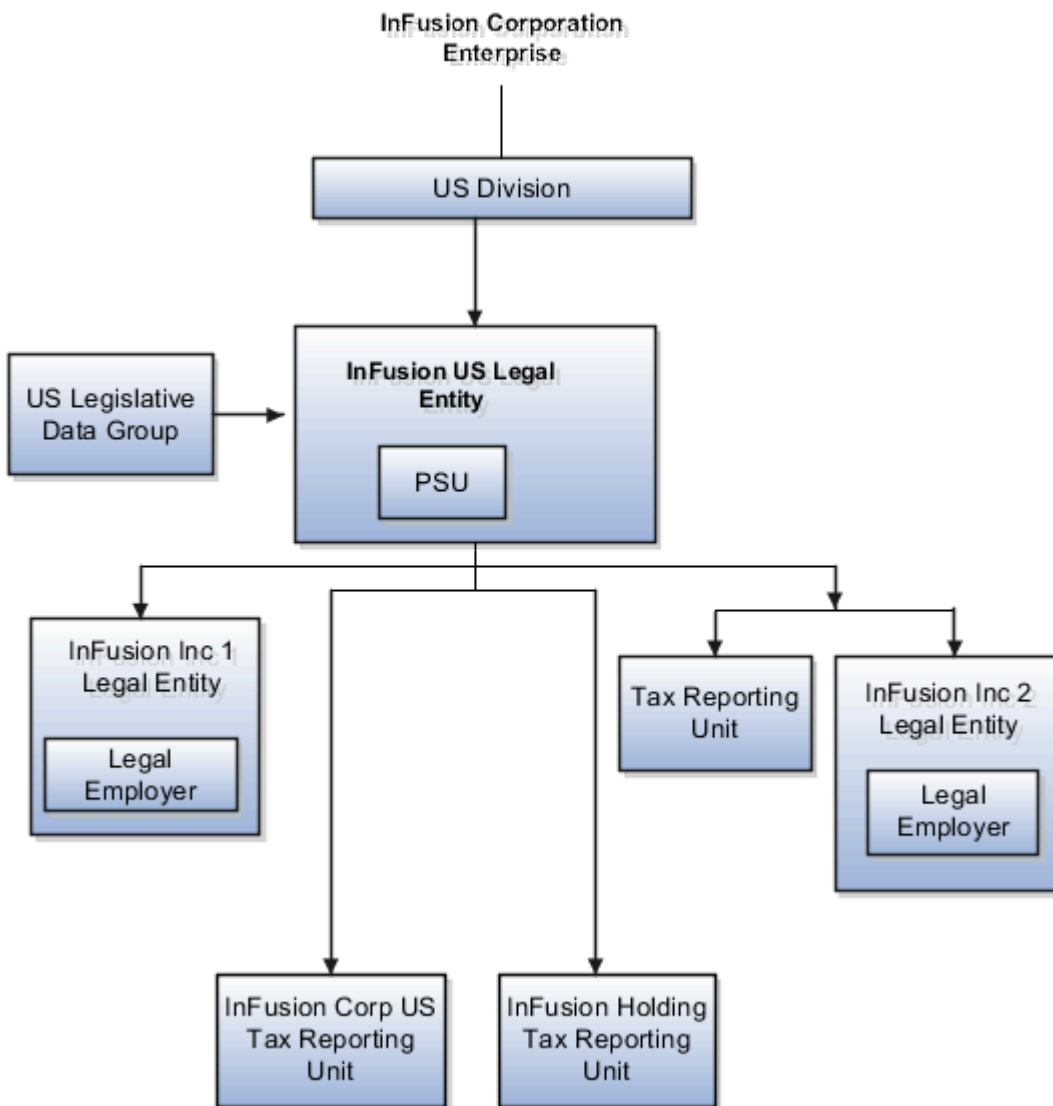 InFusion Corporation
Enterprise
US Division
InFusion US Legal
Entity
US Legislative
Data Group
PSU
InFusion Inc 1
Legal Entity
Legal
Employer
Tax Reporting
Unit
InFusion Inc 2
Legal Entity
Legal
Employer
InFusion Corp US
Tax Reporting
Unit
InFusion Holding
Tax Reporting
Unit